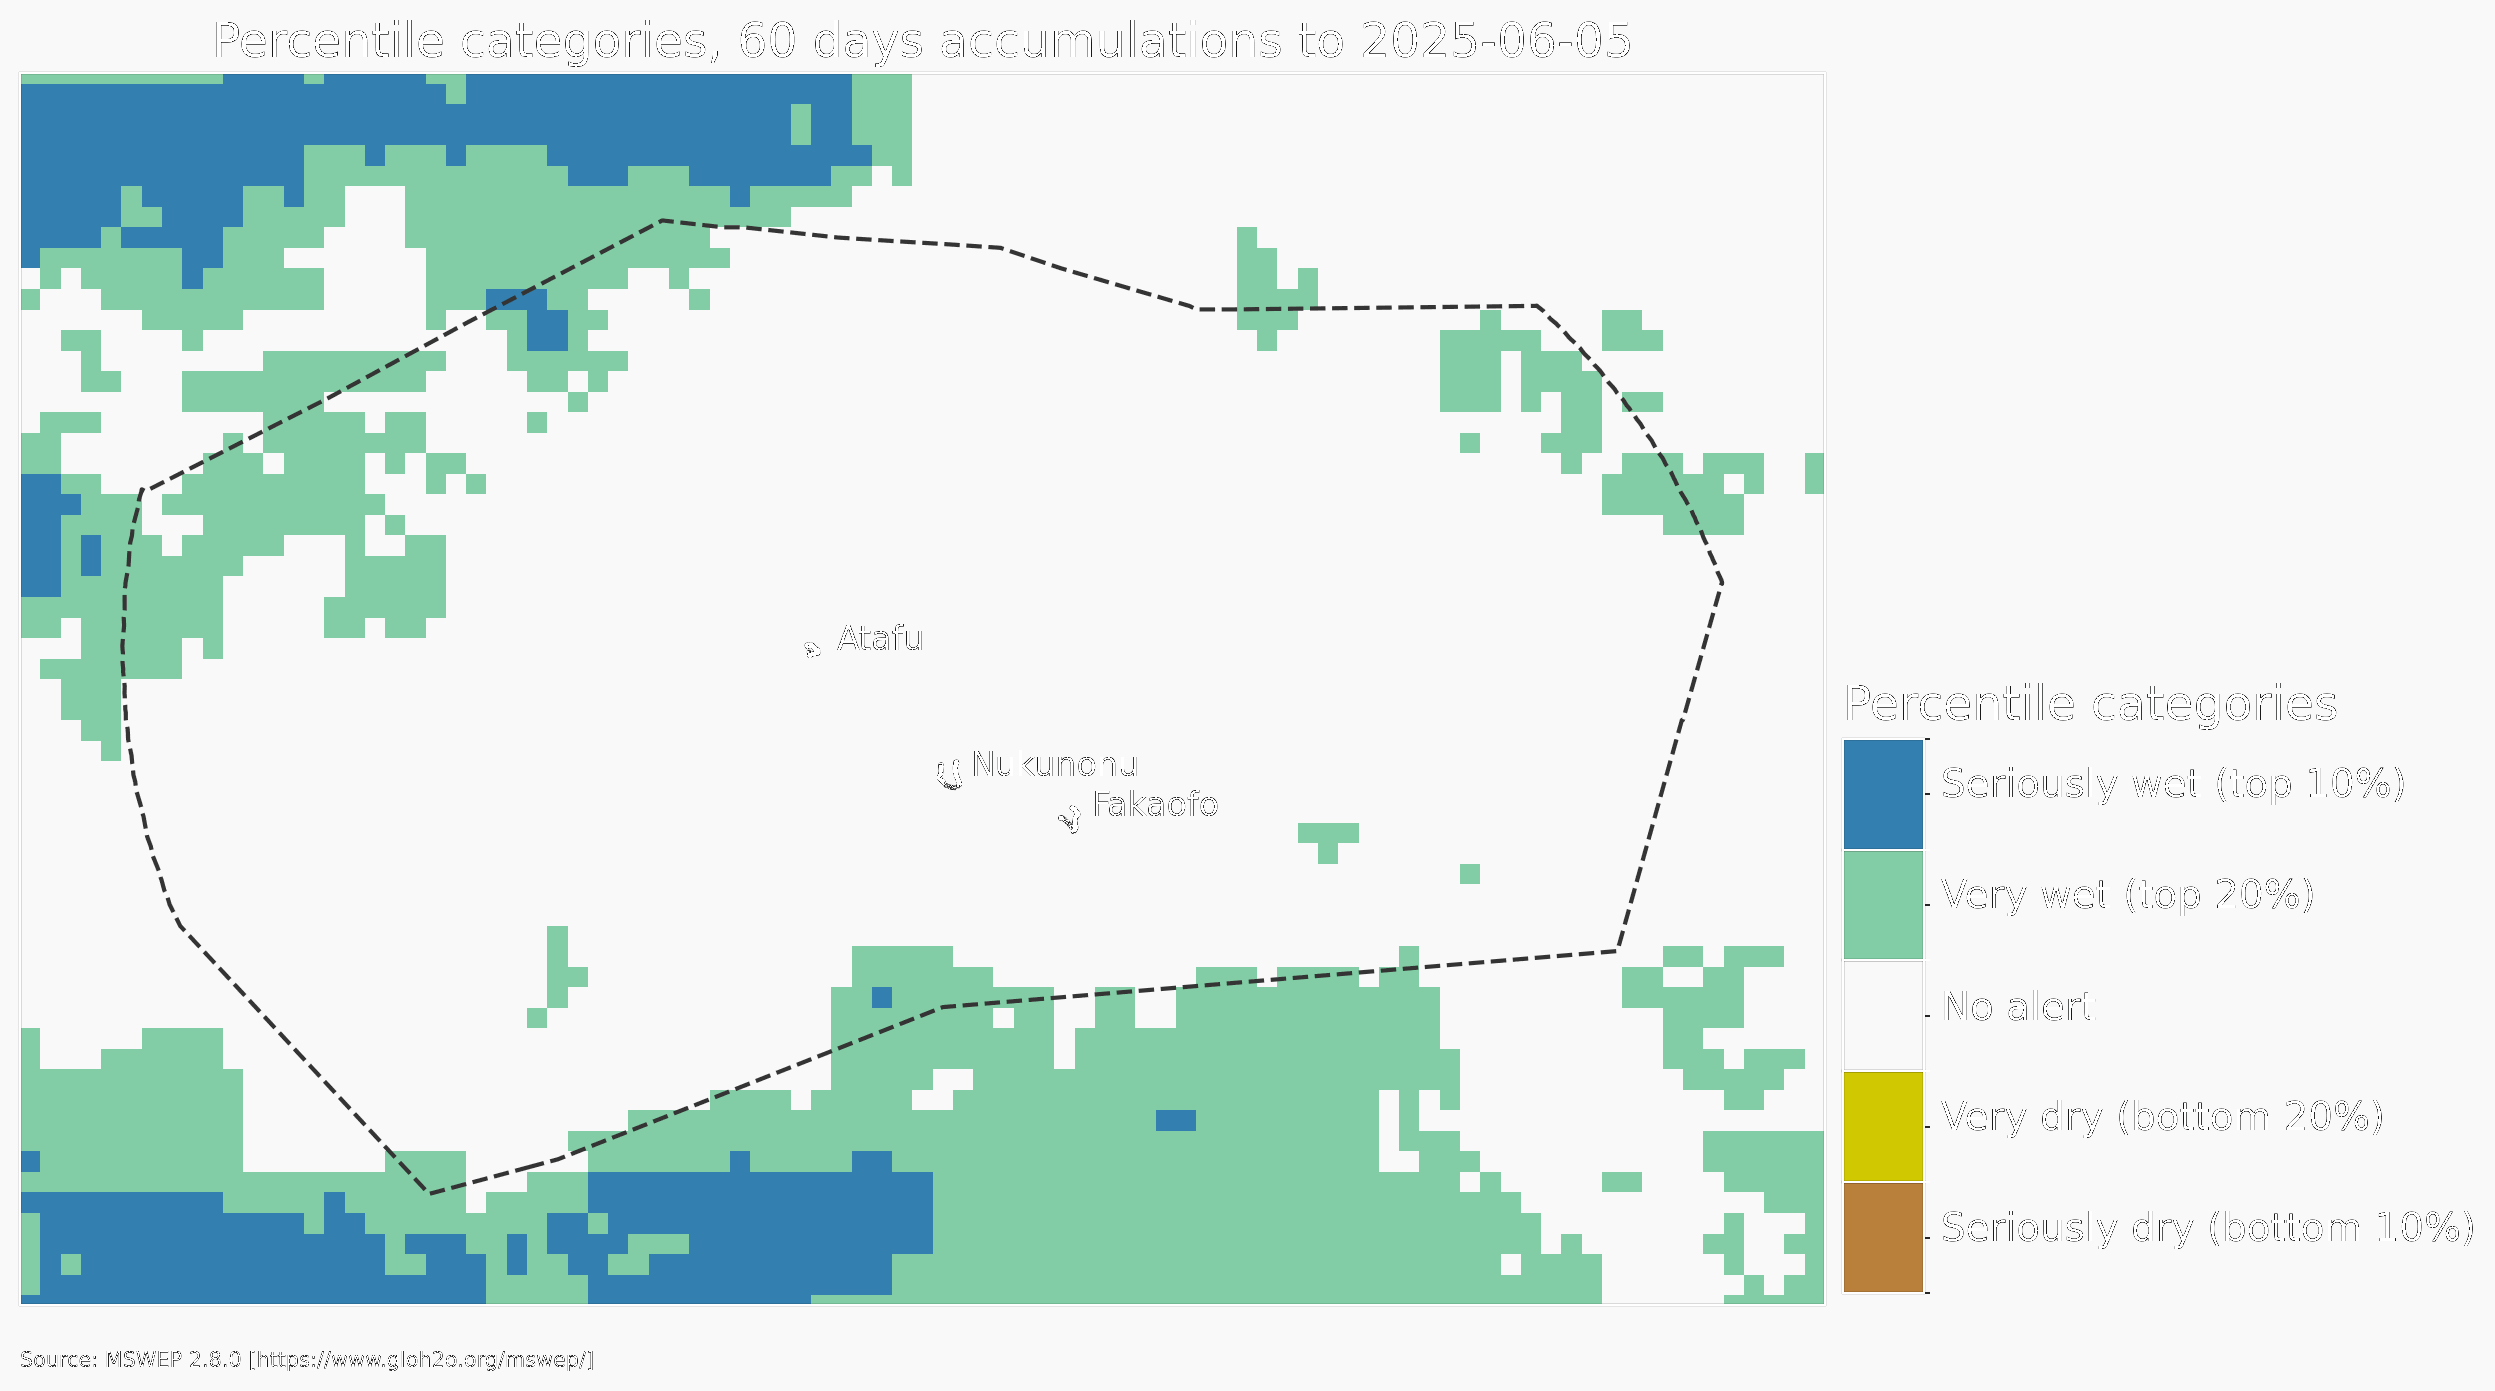 Percentile categories, 60 days accumulations to 2025-06-05
Atafu
Nukunonu
Fakaofo
Percentile categories
Seriously wet (top 10%)
Very wet (top 20%)
No alert
Very dry (bottom 20%)
Seriously dry (bottom 10%)
Source: MSWEP 2.8.0 [https://www.gloh2o.org/mswep/]